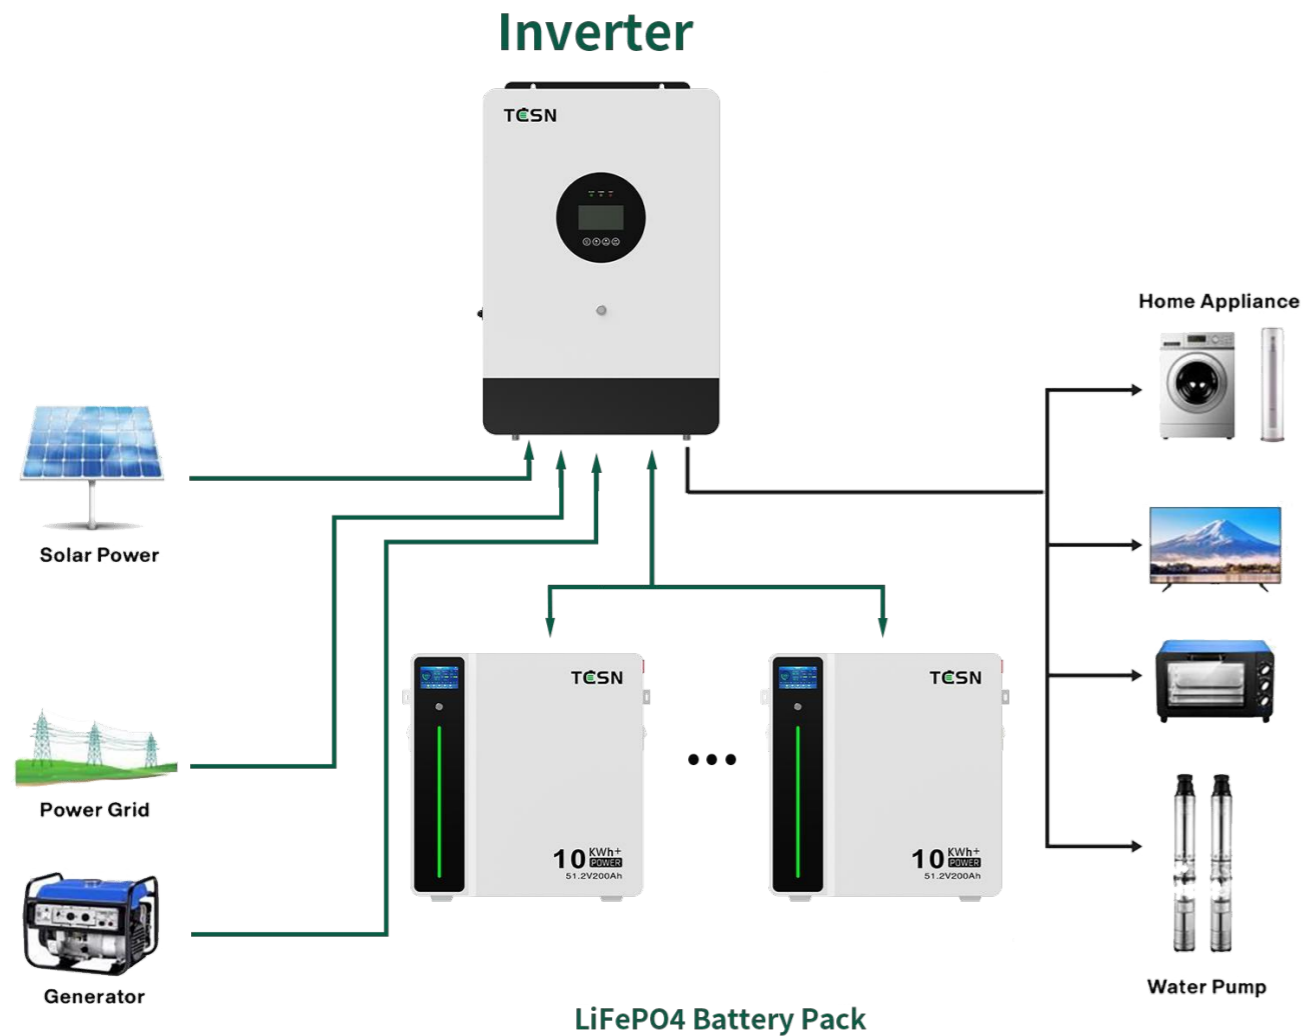 Inverter
TCSN
Home Appliance
Solar Power
TCSN
TCSN
Power Grid
10 KWh+
POWER
51.2V200Ah
10 KWh+
POWER
51.2V200Ah
Generator
Water Pump
LiFePO4 Battery Pack